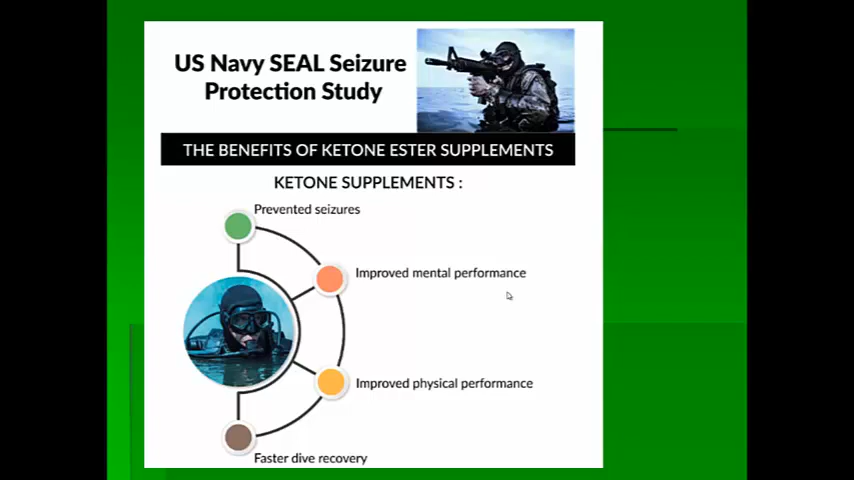 US Navy SEAL Seizure
Protection Study
THE BENEFITS OF KETONE ESTER SUPPLEMENTS
KETONE SUPPLEMENTS :
Prevented seizures
Improved mental performance
Improved physical performance
Faster dive recovery